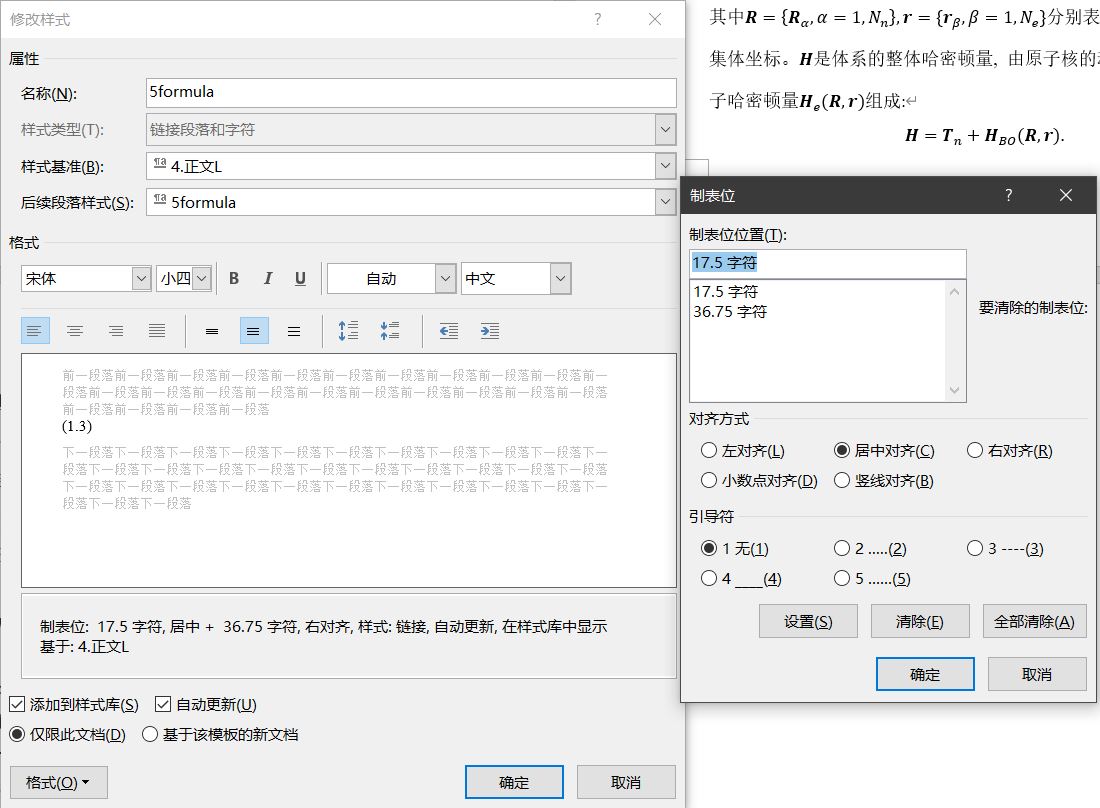 修改样式
?
属性
名称(N):
5formula
样式类型(T):
链接段落和字符
样式基准(B):
¶a 4.正文L
后续段落样式(S):
¶a 5formula
格式
宋体
小四
B I U
自动
中文
前一段落前一段落前一段落前一段落前一段落前一段落前一段落前一段落前一段落前一段落前一
段落前一段落前一段落前一段落前一段落前一段落前一段落前一段落前一段落前一段落前一段落
前一段落前一段落前一段落前一段落
(1.3)
下一段落下一段落下一段落下一段落下一段落下一段落下一段落下一段落下一段落下一段落下一
段落下一段落下一段落下一段落下一段落下一段落下一段落下一段落下一段落下一段落下一段落
下一段落下一段落下一段落下一段落下一段落下一段落下一段落下一段落下一段落下一段落下一
段落下一段落下一段落
制表位: 17.5 字符, 居中 + 36.75 字符, 右对齐, 样式: 链接, 自动更新, 在样式库中显示
基于: 4.正文L
添加到样式库(S)
自动更新(U)
仅限此文档(D)
基于该模板的新文档
格式(O)
确定
取消
其中R = {Rα, α = 1, Nn}, r = {rβ, β = 1, Ne}分别表
集体坐标。H是体系的整体哈密顿量, 由原子核的
子哈密顿量He(R, r)组成:↵
H = Tn + HBO(R, r).
制表位
?
制表位位置(T):
17.5 字符
17.5 字符
36.75 字符
要清除的制表位:
对齐方式
左对齐(L)
居中对齐(C)
右对齐(R)
小数点对齐(D)
竖线对齐(B)
引导符
1 无(1)
2 .....(2)
3 ----(3)
4 ____(4)
5 ......(5)
设置(S)
清除(E)
全部清除(A)
确定
取消